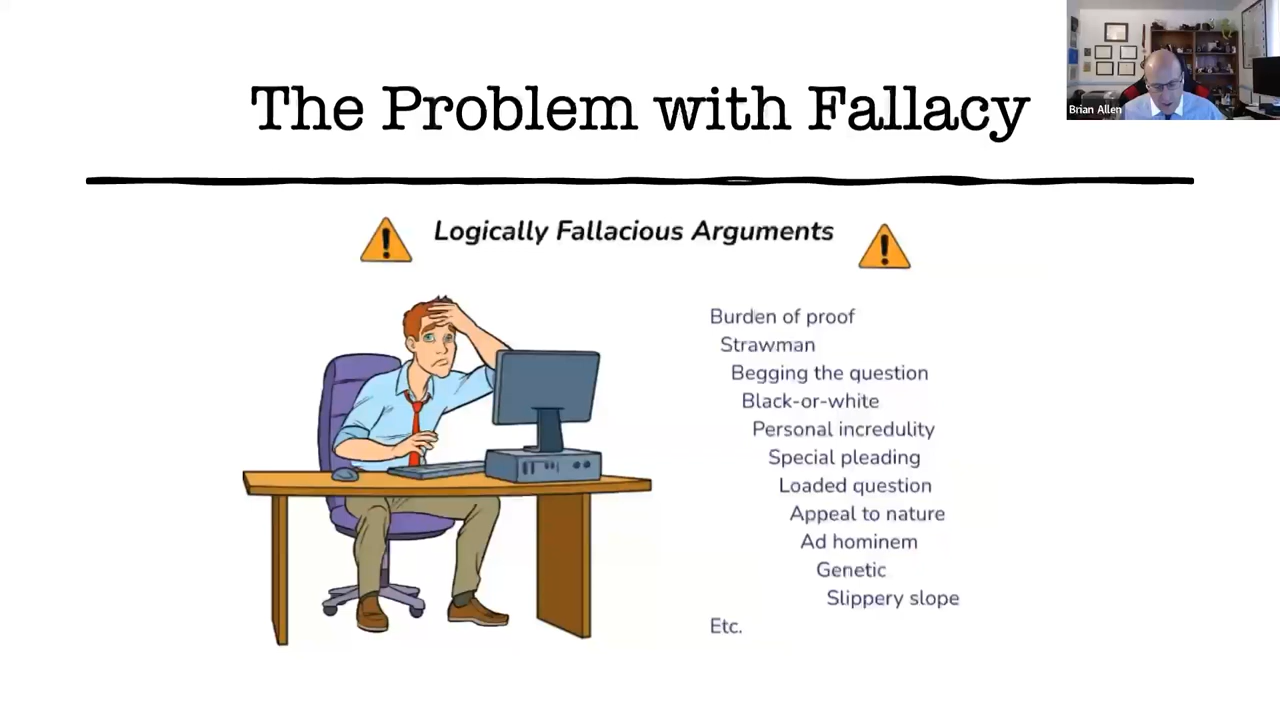 The Problem with Fallacy
Brian Allen
Logically Fallacious Arguments
Burden of proof
Strawman
Begging the question
Black-or-white
Personal incredulity
Special pleading
Loaded question
Appeal to nature
Ad hominem
Genetic
Slippery slope
Etc.